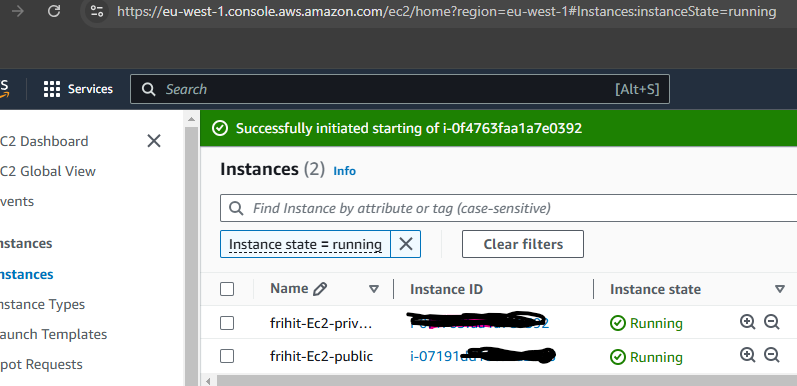 https://eu-west-1.console.aws.amazon.com/ec2/home?region=eu-west-1#Instances:instanceState=running
Services
Search
[Alt+S]
C2 Dashboard
C2 Global View
vents
nstances
nstances
nstance Types
aunch Templates
pot Requests
Successfully initiated starting of i-0f4763faa1a7e0392
Instances (2) Info
Find Instance by attribute or tag (case-sensitive)
Instance state = running
Clear filters
Name Instance ID Instance state
frihit-Ec2-priv... Running
frihit-Ec2-public i-07191 Running